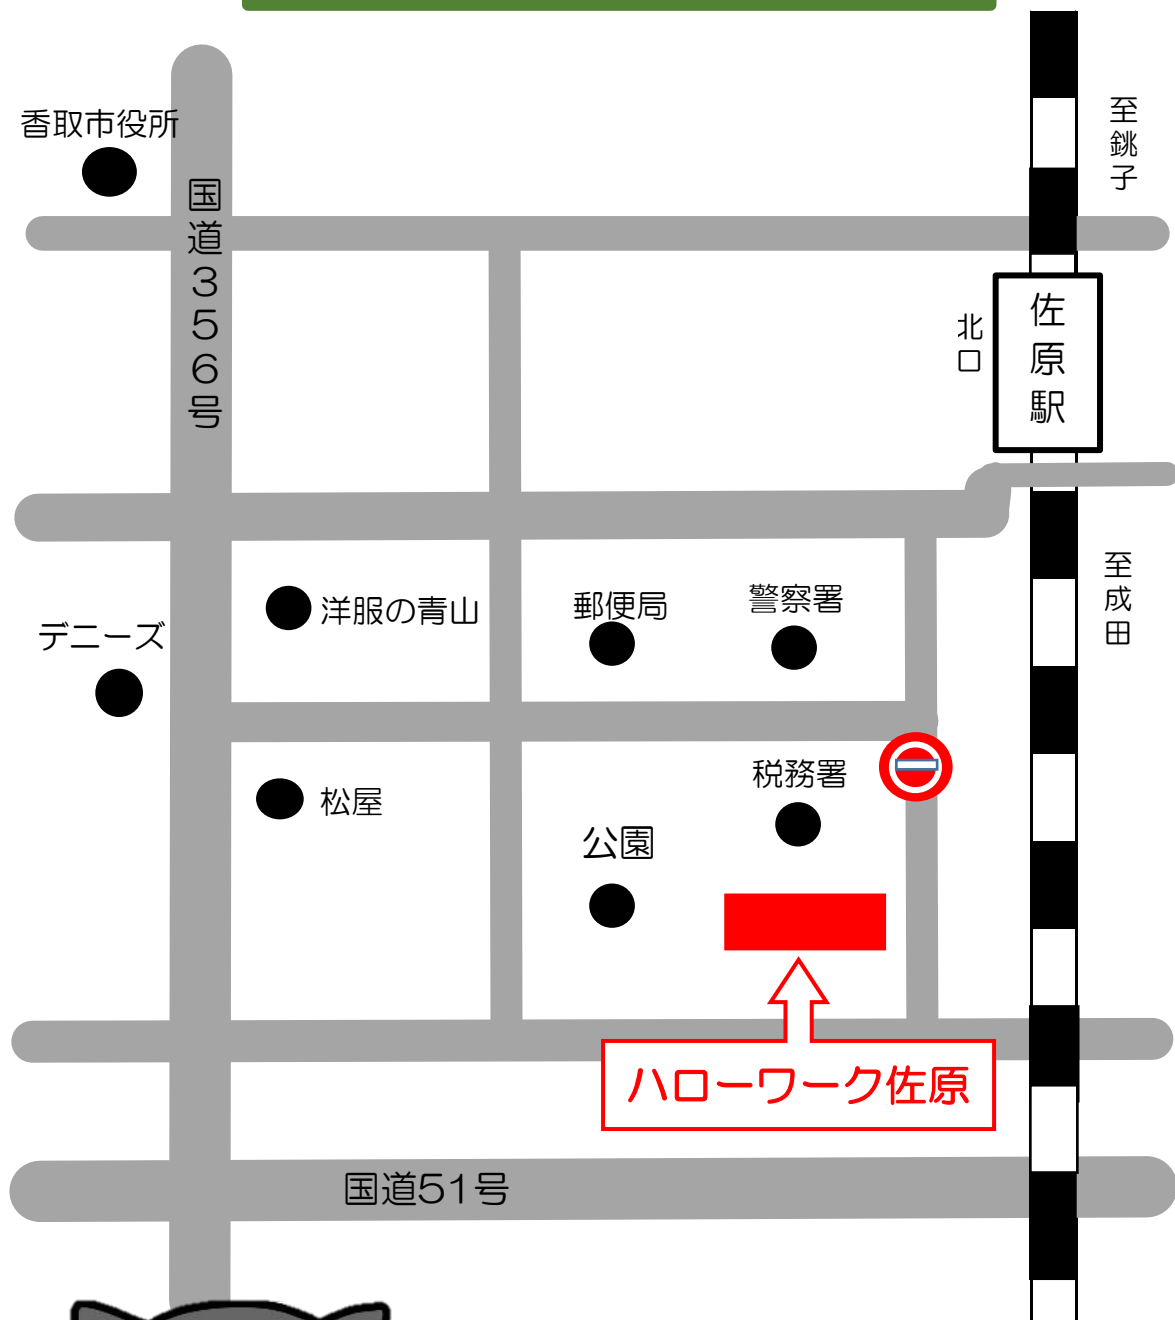 香取市役所
至銚子
国道356号
佐原駅
北口
至成田
洋服の青山
郵便局
警察署
デニーズ
税務署
松屋
公園
ハローワーク佐原
国道51号